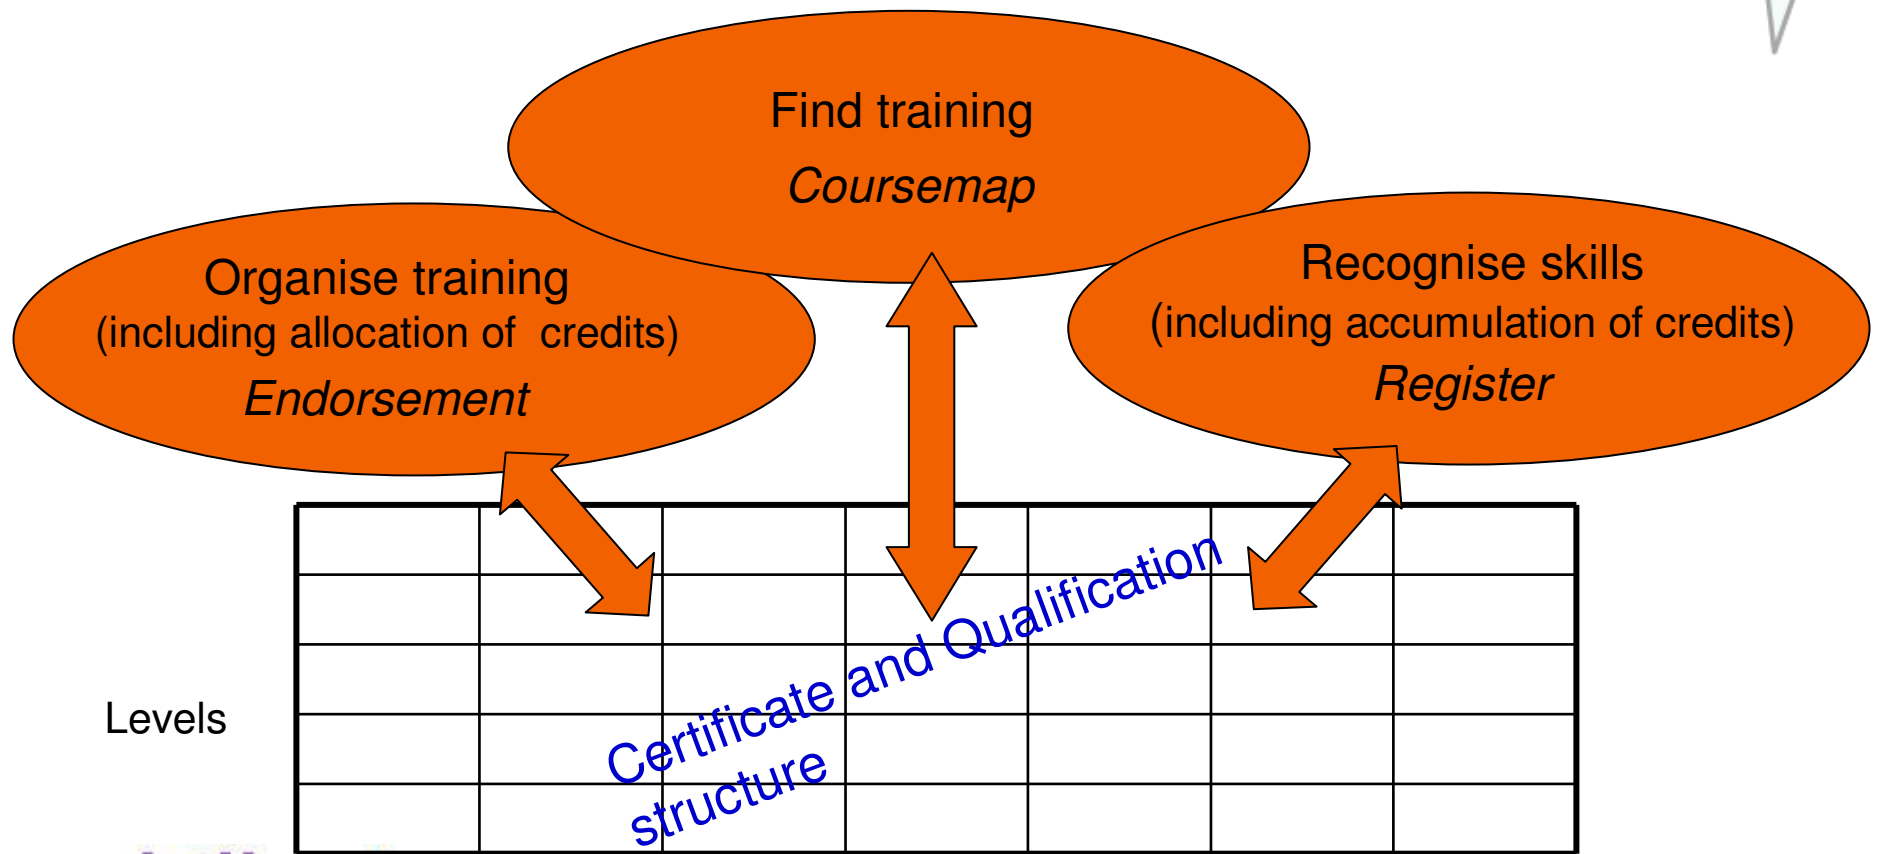 Find training
Coursemap
Organise training
(including allocation of  credits)
Endorsement
Recognise skills
(including accumulation of credits)
Register
Levels
Certificate and Qualification
structure